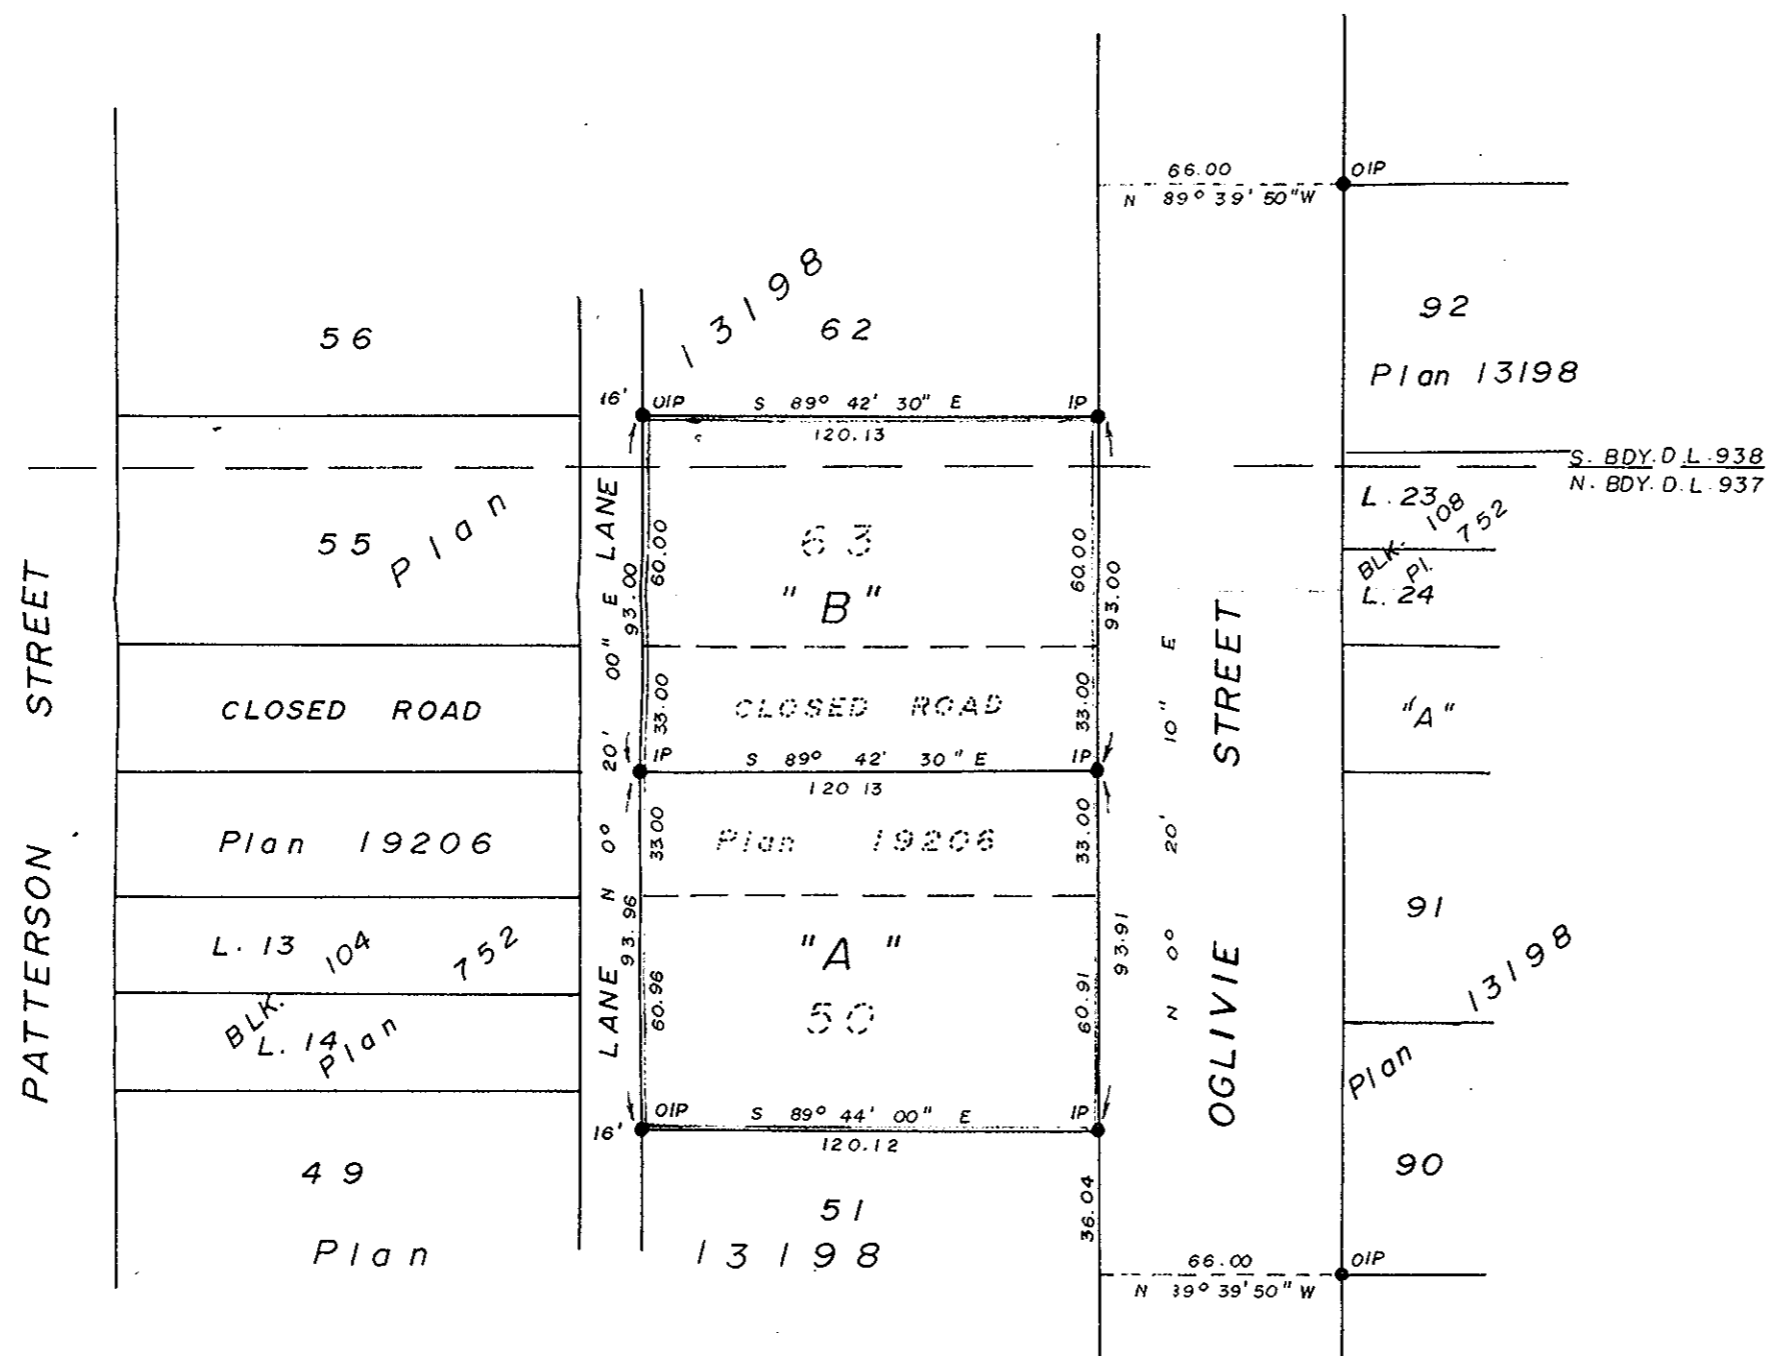 66.00
OIP
N 89° 39' 50" W
13198
92
56
62
Plan 13198
16'
OIP
S 89° 42' 30" E
IP
120.13
S. BDY. D.L. 938
N. BDY. D.L. 937
L. 23
BLK. 108
Pl. 752
L. 24
55
Plan
LANE
60.00
63
"B"
60.00
93.00
93.00
N 0° 20' 00" E
PATTERSON STREET
CLOSED ROAD
33.00
CLOSED ROAD
33.00
N 0° 20' 10" E
OGLIVIE STREET
"A"
IP
S 89° 42' 30" E
IP
120 13
Plan 19206
33.00
Plan 19206
33.00
91
L. 13
BLK. 104
Plan 752
L. 14
LANE
93.96
60.96
"A"
50
60.91
93.91
13198
Plan
OIP
S 89° 44' 00" E
IP
16'
120.12
90
49
51
36.04
Plan
13198
66.00
OIP
N 39° 39' 50" W